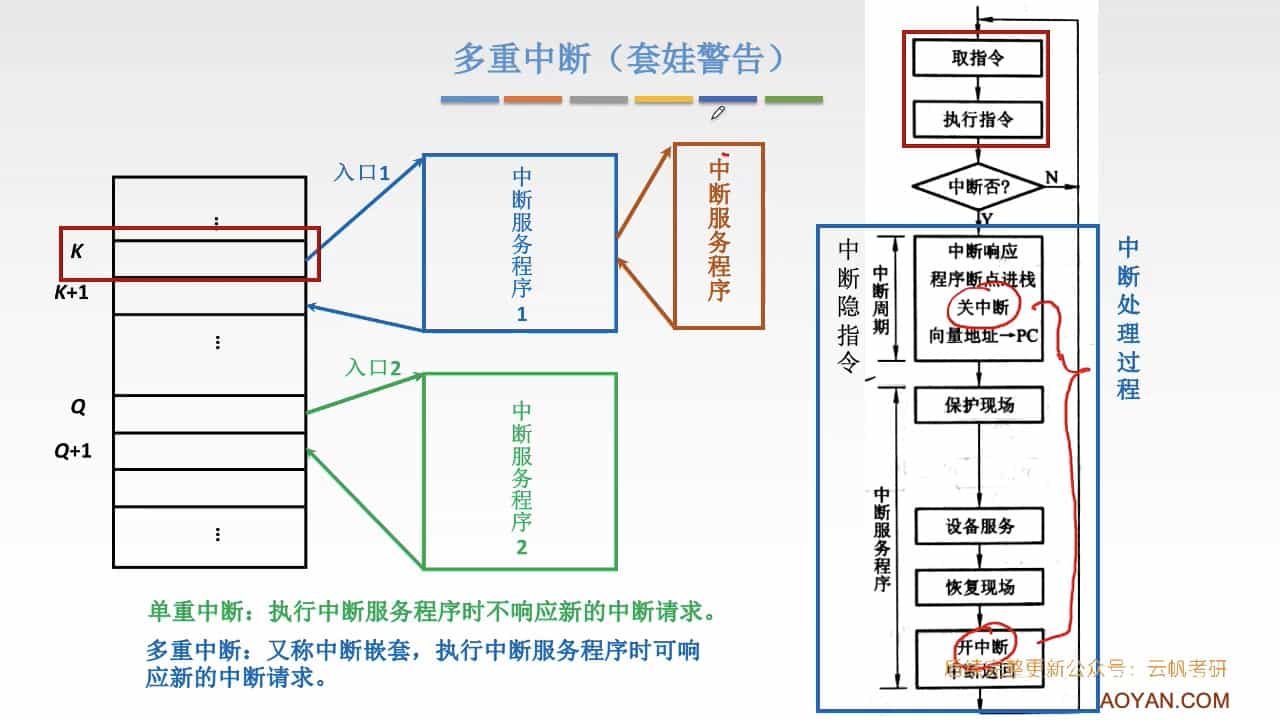 多重中断（套娃警告）
K
K+1
Q
Q+1
入口1
中断服务程序1
中断服务程序
入口2
中断服务程序2
单重中断：执行中断服务程序时不响应新的中断请求。
多重中断：又称中断嵌套，执行中断服务程序时可响
应新的中断请求。
取指令
执行指令
中断否?
N
Y
中断隐指令
中断周期
中断响应
程序断点进栈
关中断
向量地址→PC
中断处理过程
保护现场
中断服务程序
设备服务
恢复现场
开中断
中断返回
更新公众号：云帆考研
AOYAN.COM